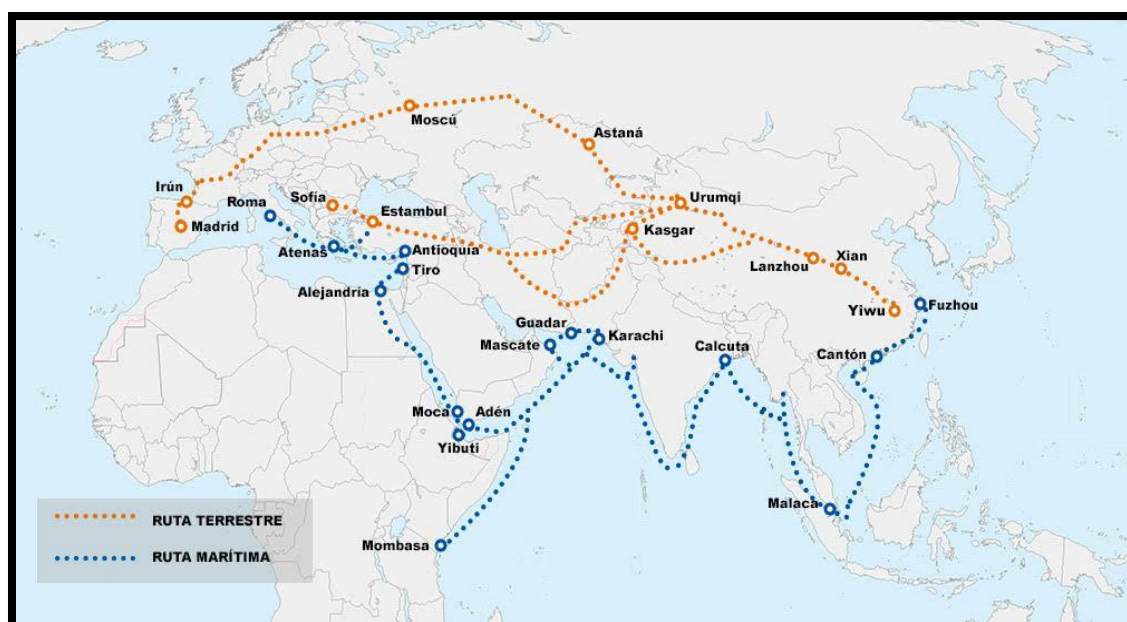 Moscú
Astaná
Irún
Roma
Sofía
Urumqi
Estambul
Madrid
Kasgar
Atenas
Antioquía
Tiro
Lanzhou
Xian
Alejandría
Yiwu
Fuzhou
Guadar
Karachi
Mascate
Calcuta
Cantón
Moca
Adén
Yibuti
Malaca
RUTA TERRESTRE
Mombasa
RUTA MARÍTIMA